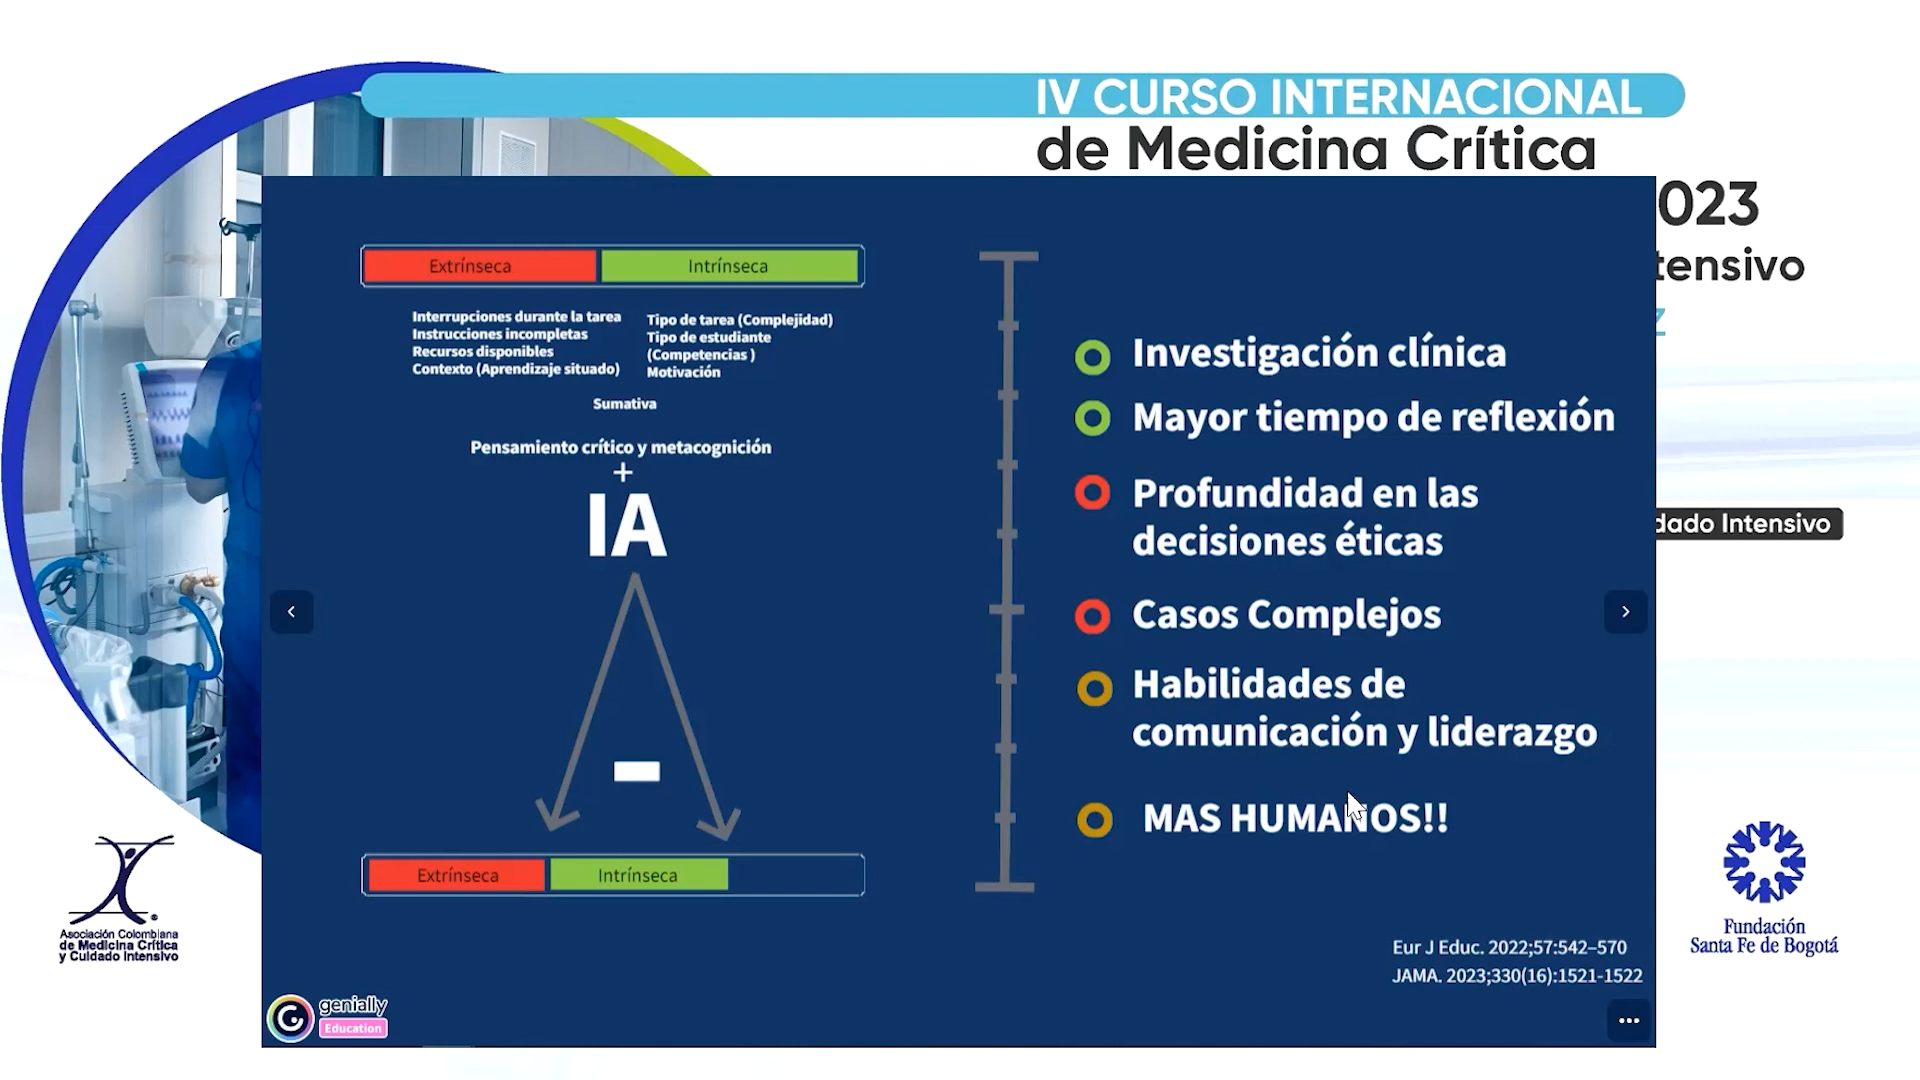 IV CURSO INTERNACIONAL
de Medicina Crítica
023
tensivo
Extrínseca
Intrínseca
Interrupciones durante la tarea
Instrucciones incompletas
Recursos disponibles
Contexto (Aprendizaje situado)
Tipo de tarea (Complejidad)
Tipo de estudiante
(Competencias )
Motivación
Sumativa
Pensamiento crítico y metacognición
+
IA
Extrínseca
Intrínseca
Investigación clínica
Mayor tiempo de reflexión
Profundidad en las
decisiones éticas
Casos Complejos
Habilidades de
comunicación y liderazgo
MAS HUMANOS!!
Eur J Educ. 2022;57:542–570
JAMA. 2023;330(16):1521-1522
z
dado Intensivo
Asociación Colombiana
de Medicina Crítica
y Cuidado Intensivo
Fundación
Santa Fe de Bogotá
genially
Education